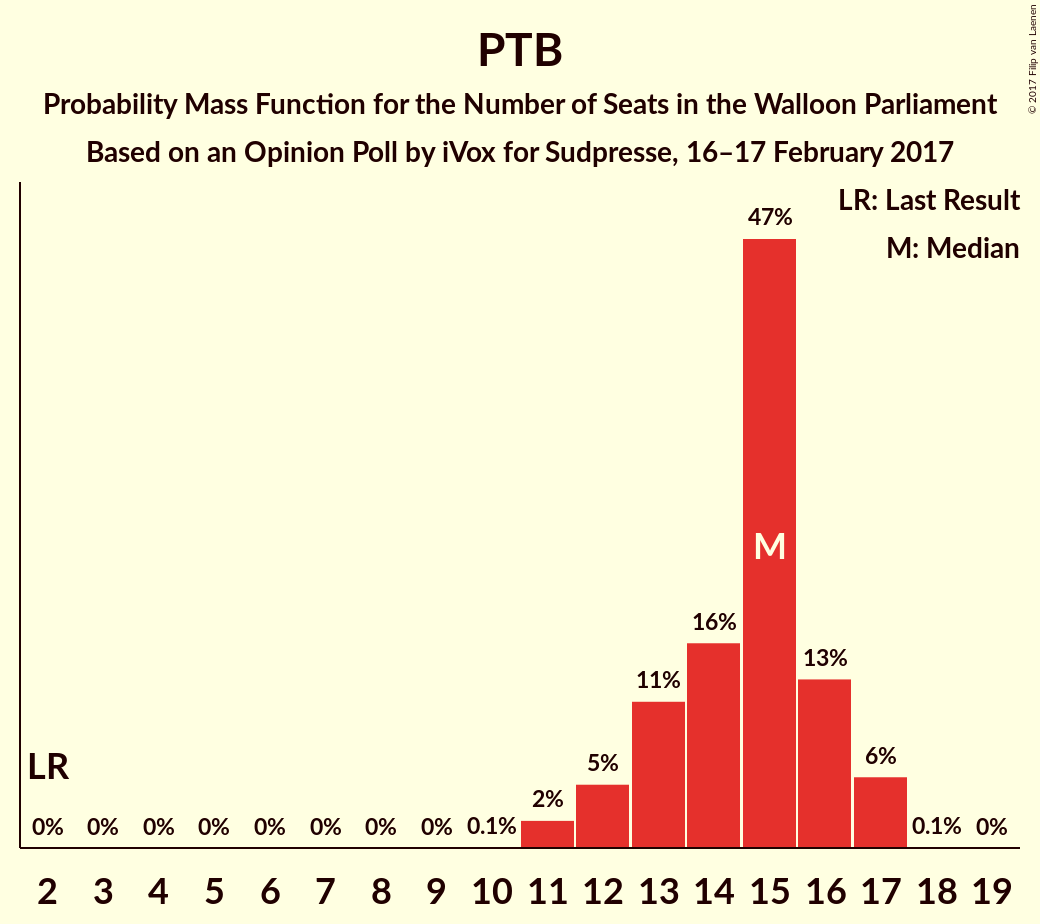 PTB
Probability Mass Function for the Number of Seats in the Walloon Parliament
Based on an Opinion Poll by iVox for Sudpresse, 16–17 February 2017
© 2017 Filip van Laenen
LR: Last Result
M: Median
47%
M
16%
13%
11%
LR
5%
6%
2%
0% 0% 0% 0% 0% 0% 0% 0% 0.1% 0.1% 0%
2 3 4 5 6 7 8 9 10 11 12 13 14 15 16 17 18 19